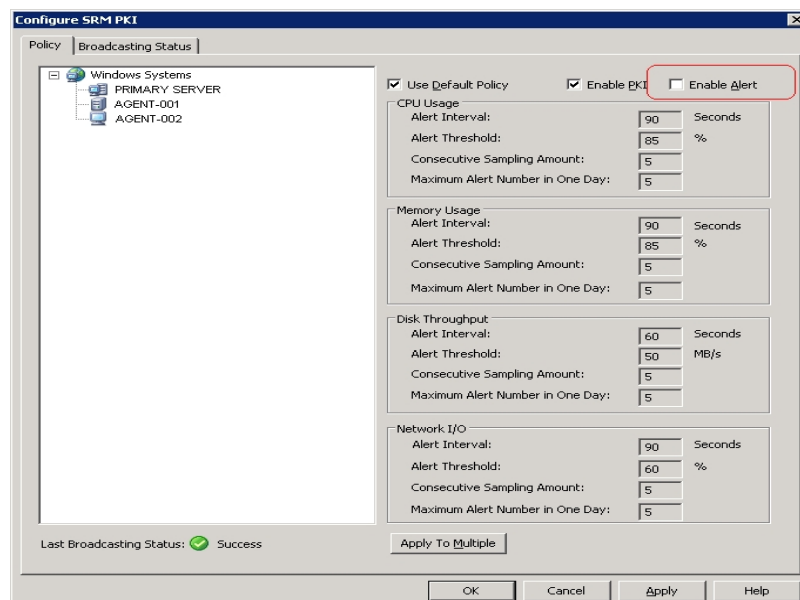 Configure SRM PKI
Policy
Broadcasting Status
Windows Systems
PRIMARY SERVER
AGENT-001
AGENT-002
Use Default Policy
Enable PKI
Enable Alert
CPU Usage
Alert Interval: 90 Seconds
Alert Threshold: 85 %
Consecutive Sampling Amount: 5
Maximum Alert Number in One Day: 5
Memory Usage
Alert Interval: 90 Seconds
Alert Threshold: 85 %
Consecutive Sampling Amount: 5
Maximum Alert Number in One Day: 5
Disk Throughput
Alert Interval: 60 Seconds
Alert Threshold: 50 MB/s
Consecutive Sampling Amount: 5
Maximum Alert Number in One Day: 5
Network I/O
Alert Interval: 90 Seconds
Alert Threshold: 60 %
Consecutive Sampling Amount: 5
Maximum Alert Number in One Day: 5
Last Broadcasting Status: Success
Apply To Multiple
OK Cancel Apply Help